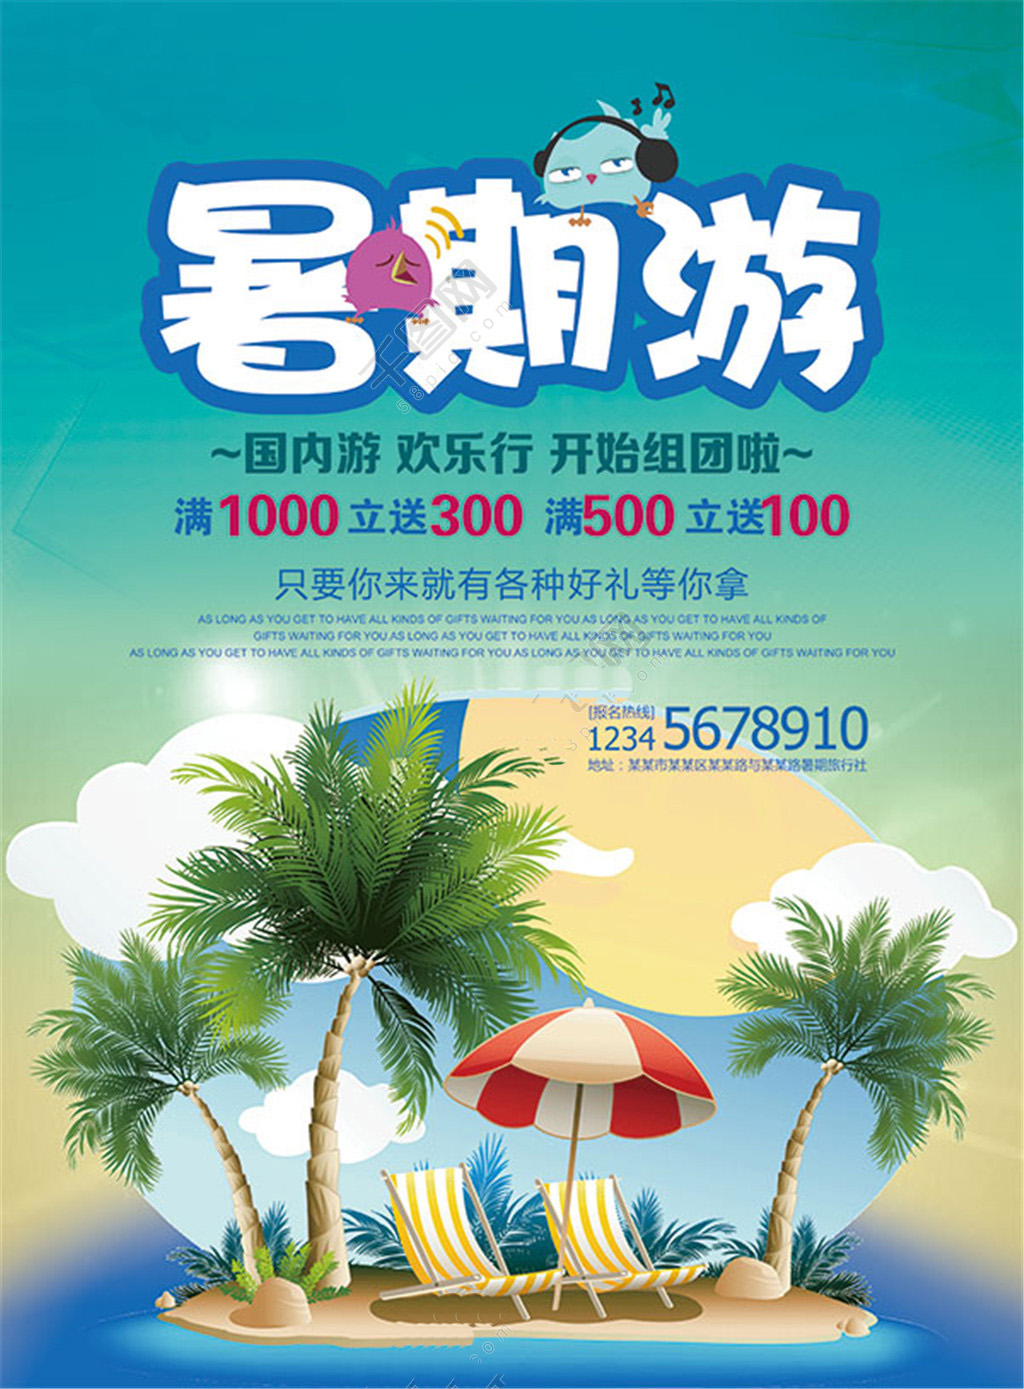 暑期游
~国内游 欢乐行 开始组团啦~
满1000立送300 满500立送100
只要你来就有各种好礼等你拿
AS LONG AS YOU GET TO HAVE ALL KINDS OF GIFTS WAITING FOR YOU.AS LONG AS YOU GET TO HAVE ALL KINDS OF
GIFTS WAITING FOR YOU.AS LONG AS YOU GET TO HAVE ALL KINDS OF GIFTS WAITING FOR YOU
AS LONG AS YOU GET TO HAVE ALL KINDS OF GIFTS WAITING FOR YOU.AS LONG AS YOU GET TO HAVE ALL KINDS OF GIFTS WAITING FOR YOU
[报名热线]
1234 5678910
地址：某某市某某区某某路与某某路暑期旅行社
千图网
58pic.com